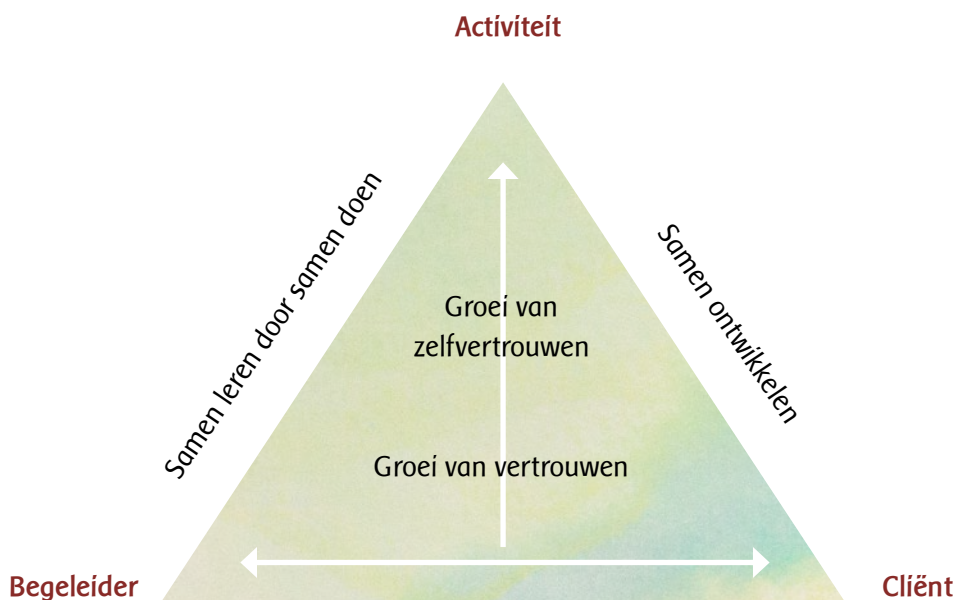 Activiteit
Samen leren door samen doen
Samen ontwikkelen
Groei van
zelfvertrouwen
Groei van vertrouwen
Begeleider
Cliënt